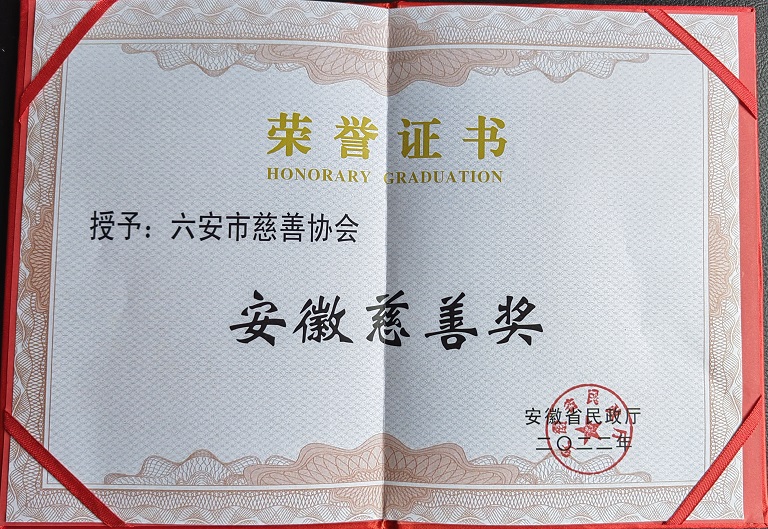 荣誉证书
HONORARY GRADUATION
授予：六安市慈善协会
安徽慈善奖
安徽省民政厅
二〇二二年